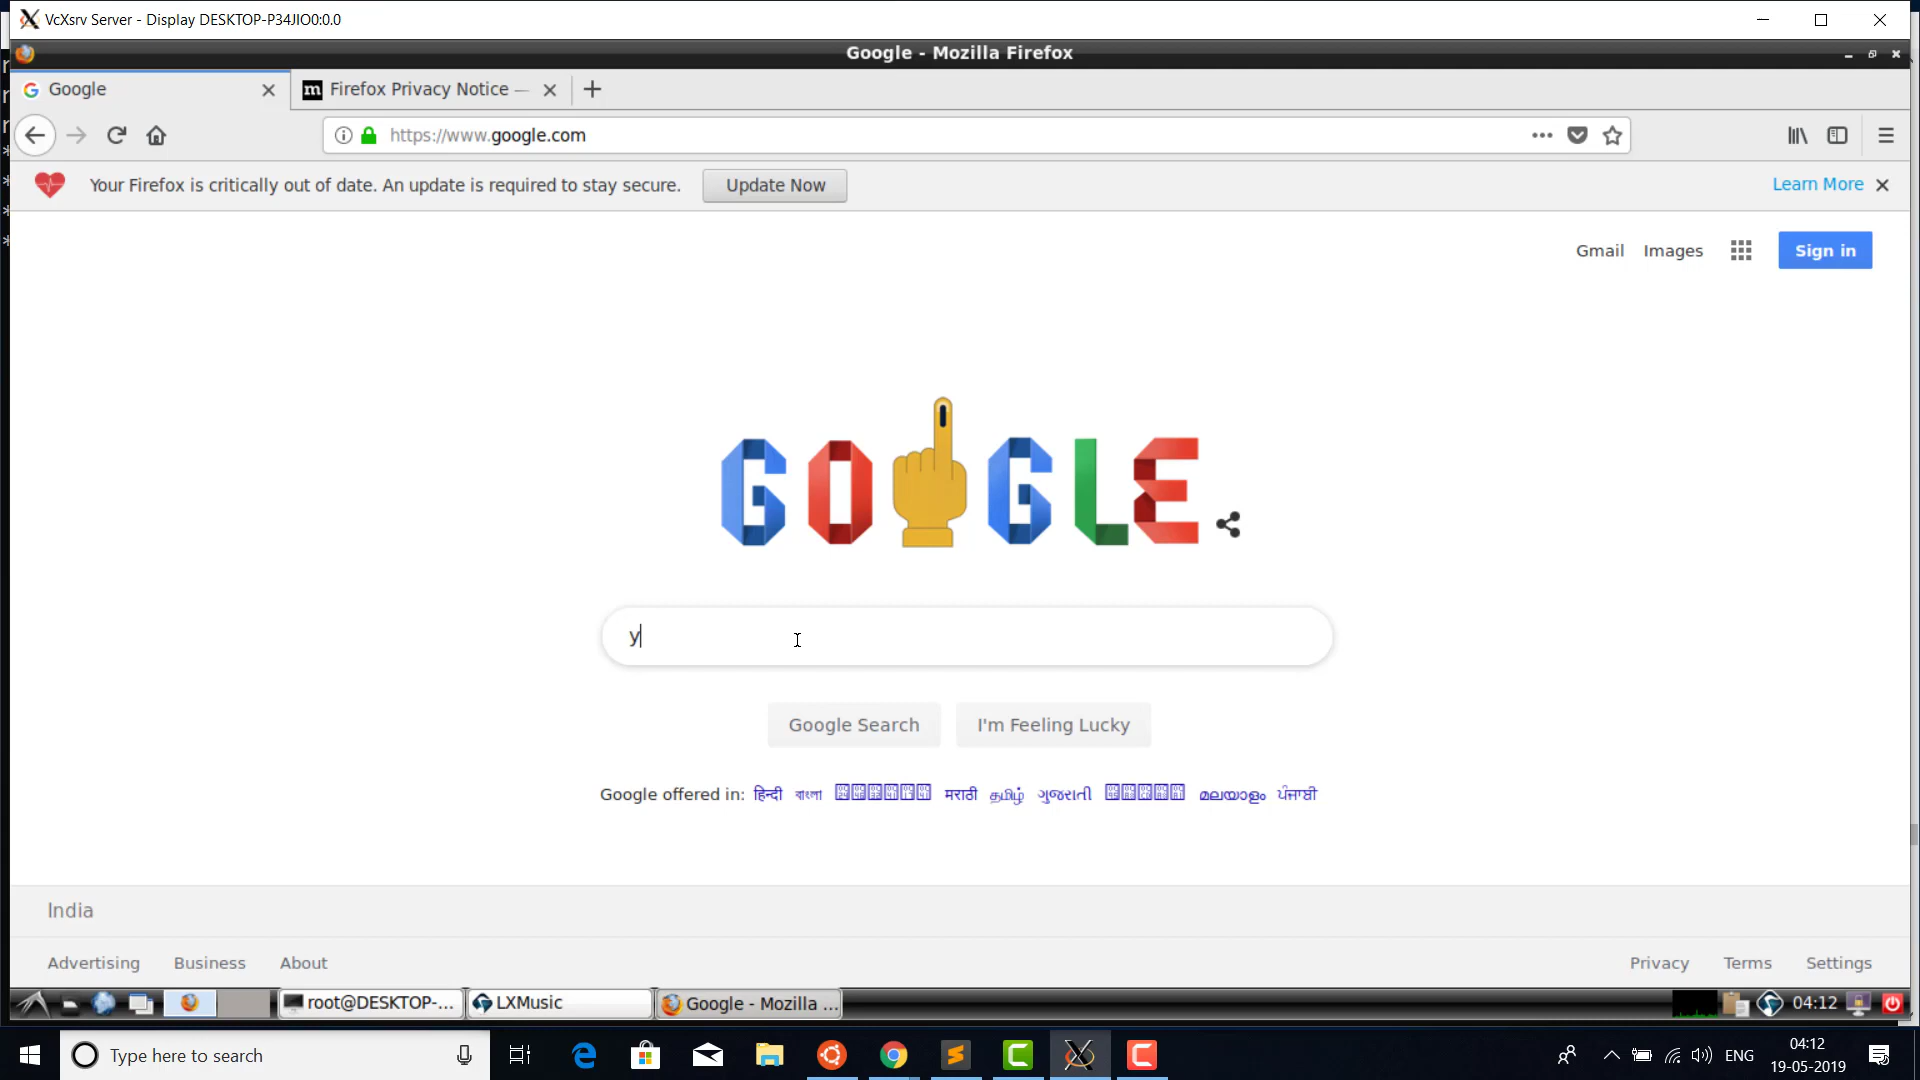 VcXsrv Server - Display DESKTOP-P34JIO0:0.0
Google - Mozilla Firefox
Google
Firefox Privacy Notice —
https://www.google.com
Your Firefox is critically out of date. An update is required to stay secure.
Update Now
Learn More
Gmail Images
Sign in
GOOGLE
y
Google Search
I'm Feeling Lucky
Google offered in: हिन्दी বাংলা मराठी தமிழ் ગુજરાતી മലയാളം ਪੰਜਾਬੀ
India
Advertising Business About
Privacy Terms Settings
root@DESKTOP-...
LXMusic
Google - Mozilla ...
04:12
Type here to search
ENG
04:12
19-05-2019